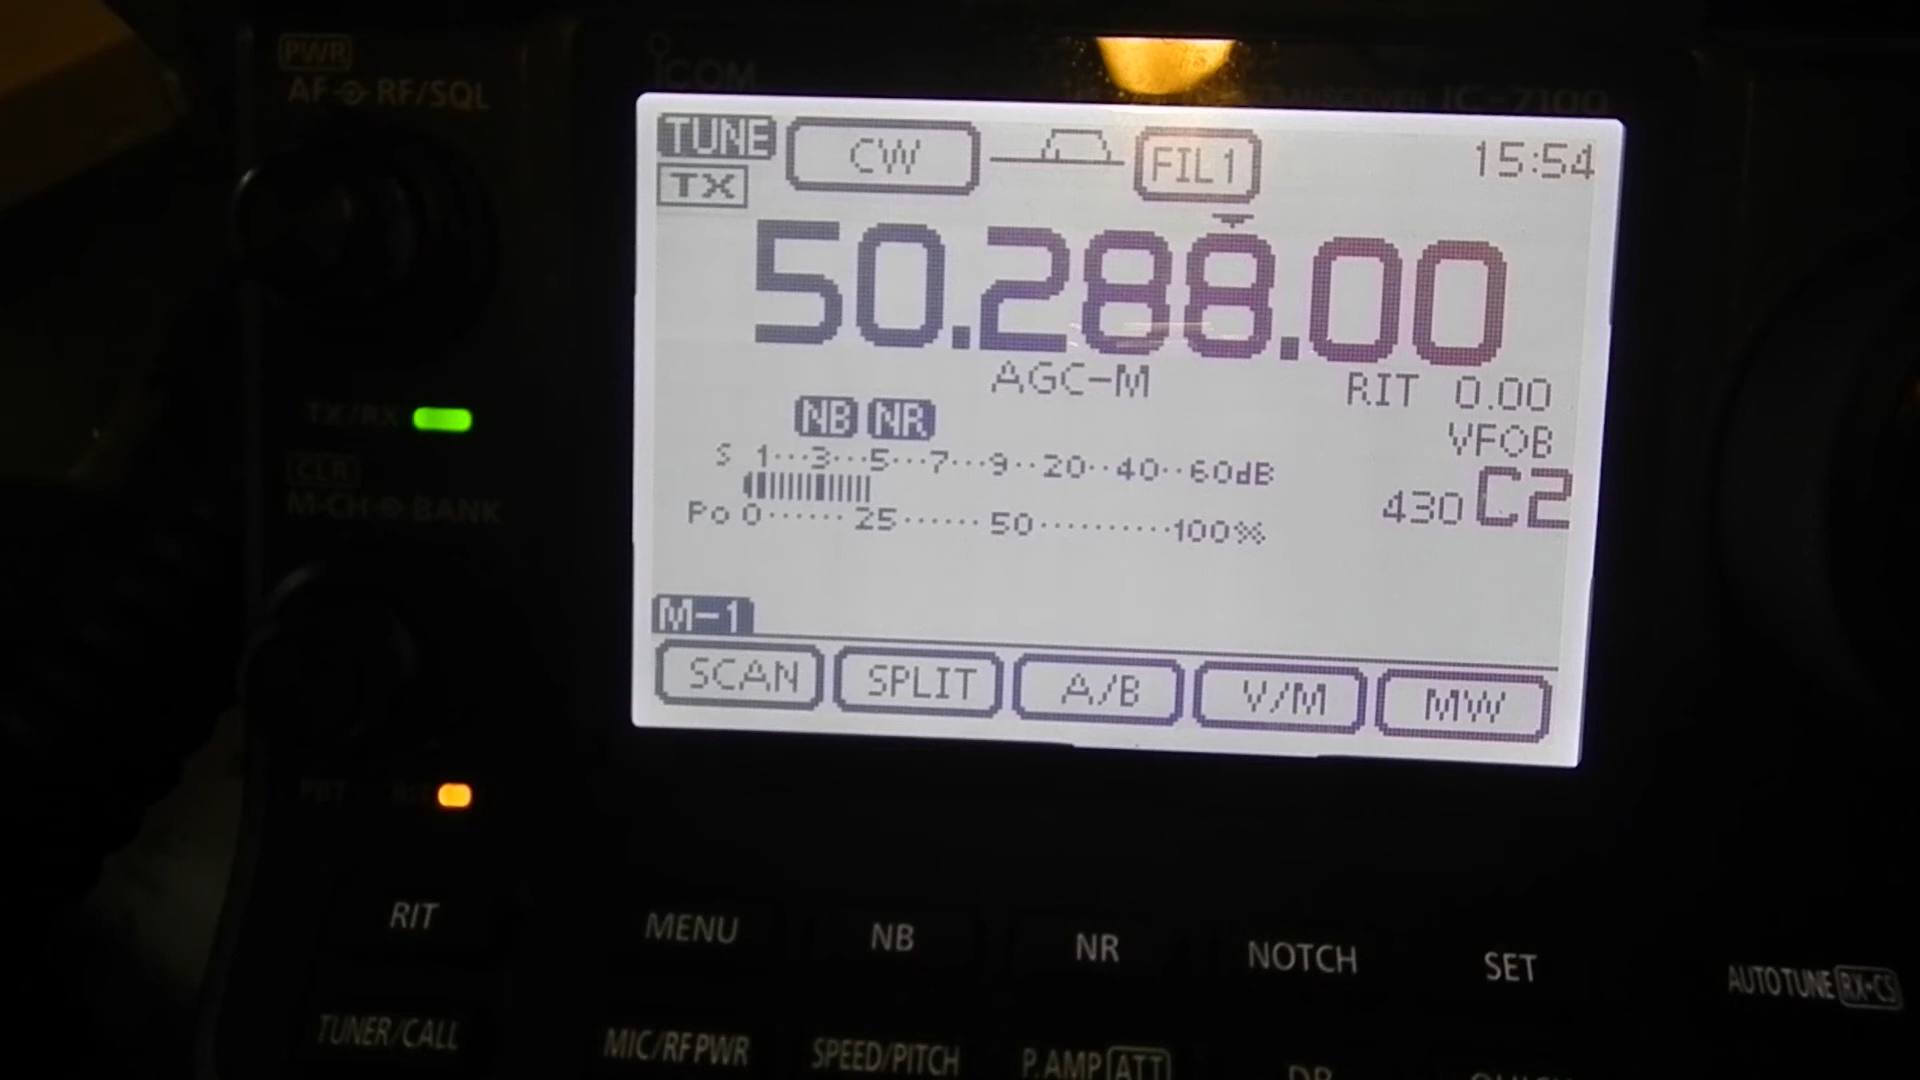 PWR
AF RF/SQL
ICOM
IC-7100
TUNE CW FIL1 15:54
TX
50.288.00
AGC-M RIT 0.00
NB NR VFOB
TX/RX
S 1···3···5···7···9··20··40··60dB
430 C2
Po 0······25······50··········100%
CLR
M-CH BANK
M-1
SCAN SPLIT A/B V/M MW
PBT
RIT MENU NB NR NOTCH SET
AUTOTUNE RX→CS
TUNER/CALL MIC/RF PWR SPEED/PITCH P.AMP ATT